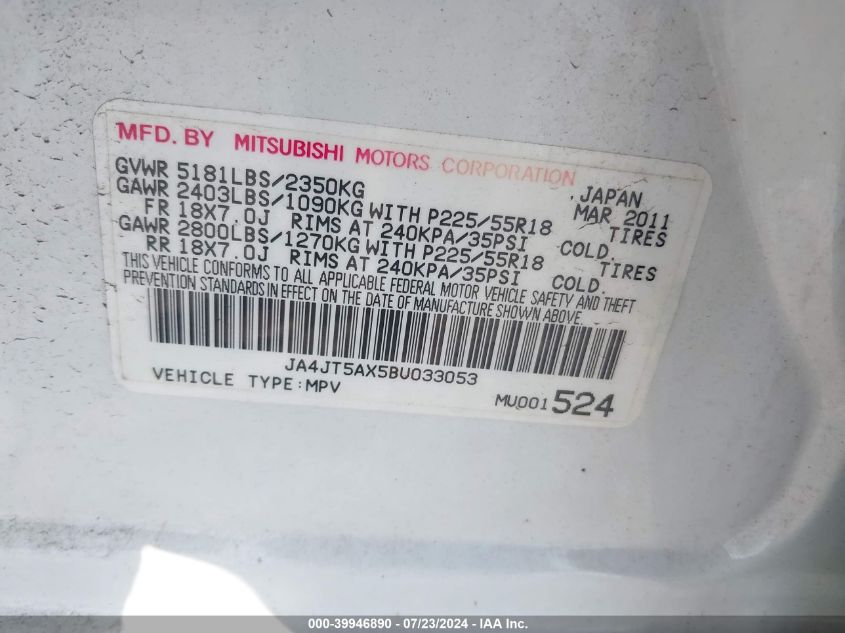 MFD. BY MITSUBISHI MOTORS CORPORATION
GVWR 5181LBS/2350KG JAPAN
GAWR 2403LBS/1090KG WITH P225/55R18 MAR 2011
FR 18X7.0J RIMS AT 240KPA/35PSI COLD. TIRES
GAWR 2800LBS/1270KG WITH P225/55R18 TIRES
RR 18X7.0J RIMS AT 240KPA/35PSI COLD.
THIS VEHICLE CONFORMS TO ALL APPLICABLE FEDERAL MOTOR VEHICLE SAFETY AND THEFT
PREVENTION STANDARDS IN EFFECT ON THE DATE OF MANUFACTURE SHOWN ABOVE.
JA4JT5AX5BU033053
VEHICLE TYPE:MPV MU001 524
000-39946890 - 07/23/2024 - IAA Inc.